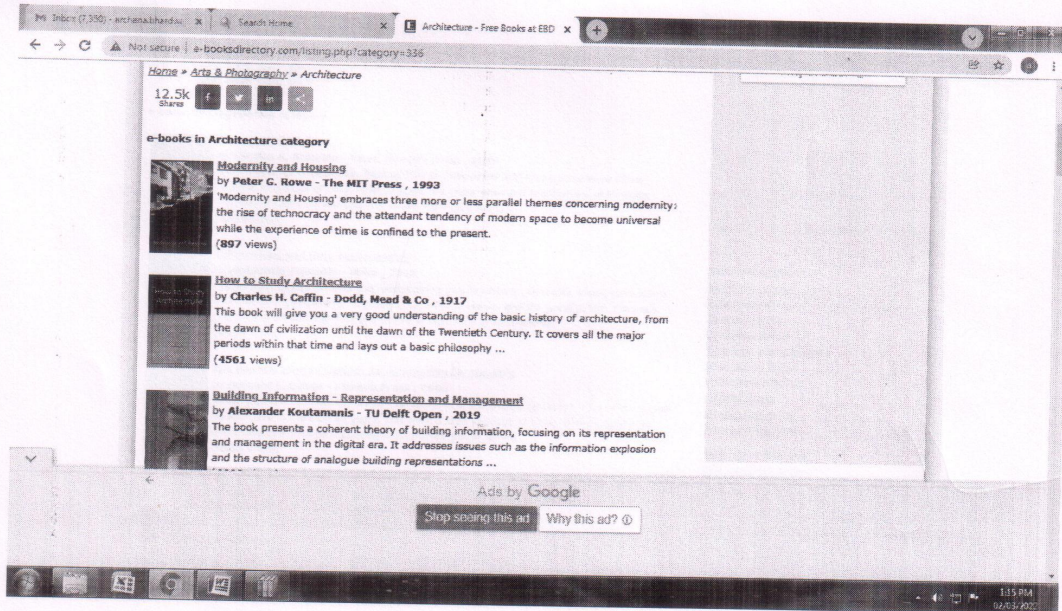 Inbox (7,350) - archana.bhardwa
Search Home
Architecture - Free Books at EBD
Not secure | e-booksdirectory.com/listing.php?category=336
Home » Arts & Photography » Architecture
12.5k
Shares
e-books in Architecture category
Modernity and Housing
by Peter G. Rowe - The MIT Press , 1993
'Modernity and Housing' embraces three more or less parallel themes concerning modernity:
the rise of technocracy and the attendant tendency of modern space to become universal
while the experience of time is confined to the present.
(897 views)
How to Study Architecture
by Charles H. Caffin - Dodd, Mead & Co , 1917
This book will give you a very good understanding of the basic history of architecture, from
the dawn of civilization until the dawn of the Twentieth Century. It covers all the major
periods within that time and lays out a basic philosophy ...
(4561 views)
Building Information - Representation and Management
by Alexander Koutamanis - TU Delft Open , 2019
The book presents a coherent theory of building information, focusing on its representation
and management in the digital era. It addresses issues such as the information explosion
and the structure of analogue building representations ...
Ads by Google
Stop seeing this ad
Why this ad?
1:15 PM